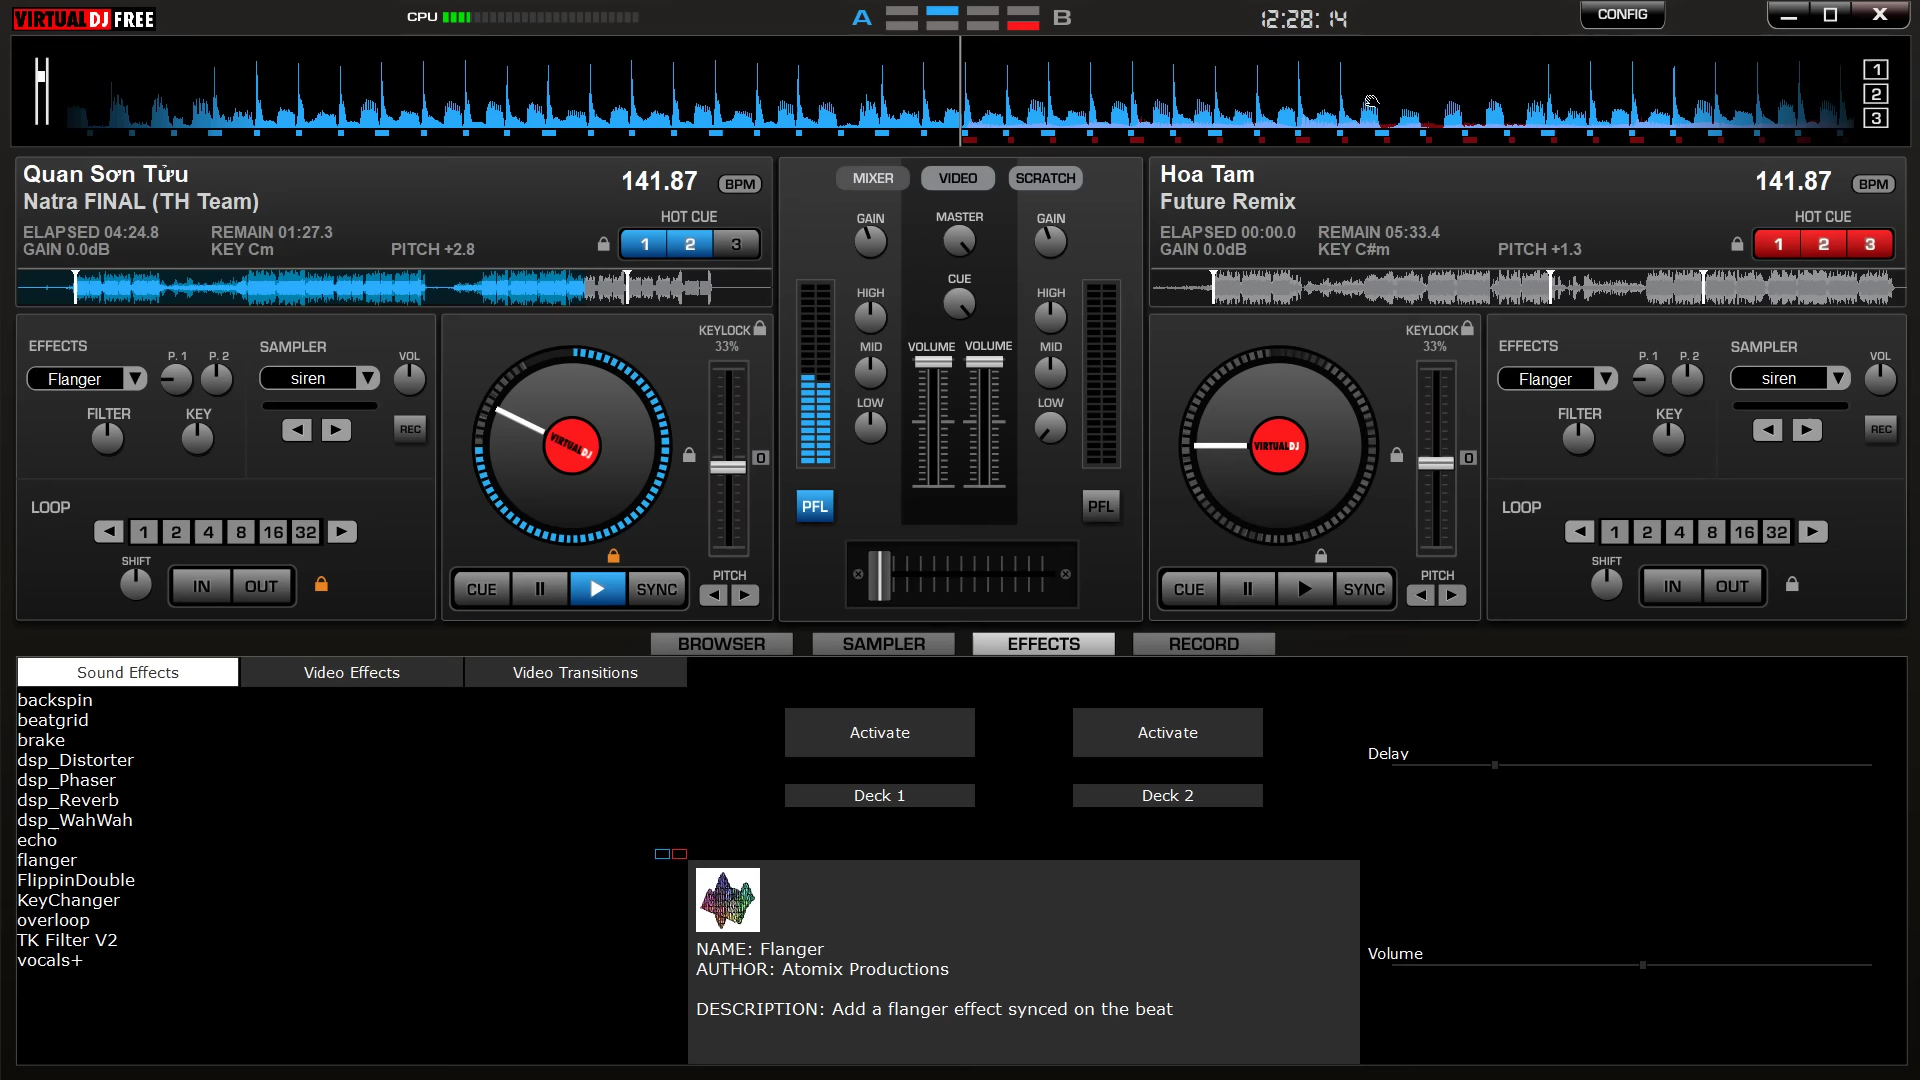 VIRTUAL DJ FREE
CPU
A B
12:28:14
CONFIG
1
2
3
Quan Sơn Tửu
Natra FINAL (TH Team)
141.87 BPM
ELAPSED 04:24.8 REMAIN 01:27.3
GAIN 0.0dB KEY Cm PITCH +2.8
HOT CUE
1 2 3
MIXER VIDEO SCRATCH
Hoa Tam
Future Remix
141.87 BPM
ELAPSED 00:00.0 REMAIN 05:33.4
GAIN 0.0dB KEY C#m PITCH +1.3
HOT CUE
1 2 3
EFFECTS
Flanger
P. 1 P. 2
SAMPLER
siren
VOL
FILTER KEY
REC
LOOP
1 2 4 8 16 32
SHIFT
IN OUT
KEYLOCK
33%
0
VIRTUALDJ
CUE SYNC
PITCH
GAIN MASTER GAIN
CUE
HIGH HIGH
VOLUME VOLUME
MID MID
LOW LOW
PFL PFL
KEYLOCK
33%
0
VIRTUALDJ
CUE SYNC
PITCH
EFFECTS
Flanger
P. 1 P. 2
SAMPLER
siren
VOL
FILTER KEY
REC
LOOP
1 2 4 8 16 32
SHIFT
IN OUT
BROWSER SAMPLER EFFECTS RECORD
Sound Effects Video Effects Video Transitions
backspin
beatgrid
brake
dsp_Distorter
dsp_Phaser
dsp_Reverb
dsp_WahWah
echo
flanger
FlippinDouble
KeyChanger
overloop
TK Filter V2
vocals+
Activate Activate
Deck 1 Deck 2
Delay
Volume
NAME: Flanger
AUTHOR: Atomix Productions
DESCRIPTION: Add a flanger effect synced on the beat